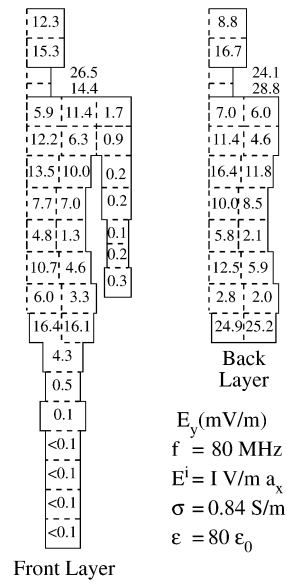 12.3 8.8
15.3 16.7
26.5 24.1
14.4 28.8
5.9 11.4 1.7 7.0 6.0
12.2 6.3 0.9 11.4 4.6
13.5 10.0 0.2 16.4 11.8
7.7 7.0 0.2 10.0 8.5
4.8 1.3 0.1 5.8 2.1
0.2
10.7 4.6 0.3 12.5 5.9
6.0 3.3 2.8 2.0
16.4 16.1 24.9 25.2
4.3 Back
0.5 Layer
0.1 Ey(mV/m)
<0.1 f = 80 MHz
<0.1 Eⁱ = I V/m aₓ
<0.1 σ = 0.84 S/m
<0.1 ε = 80 ε₀
Front Layer